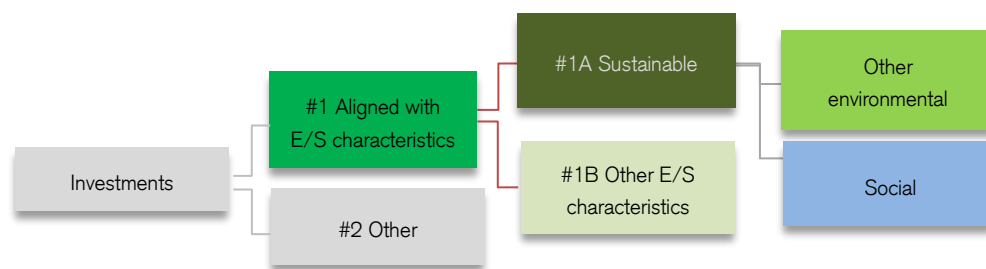 Investments
#1 Aligned with
E/S characteristics
#2 Other
#1A Sustainable
#1B Other E/S
characteristics
Other
environmental
Social